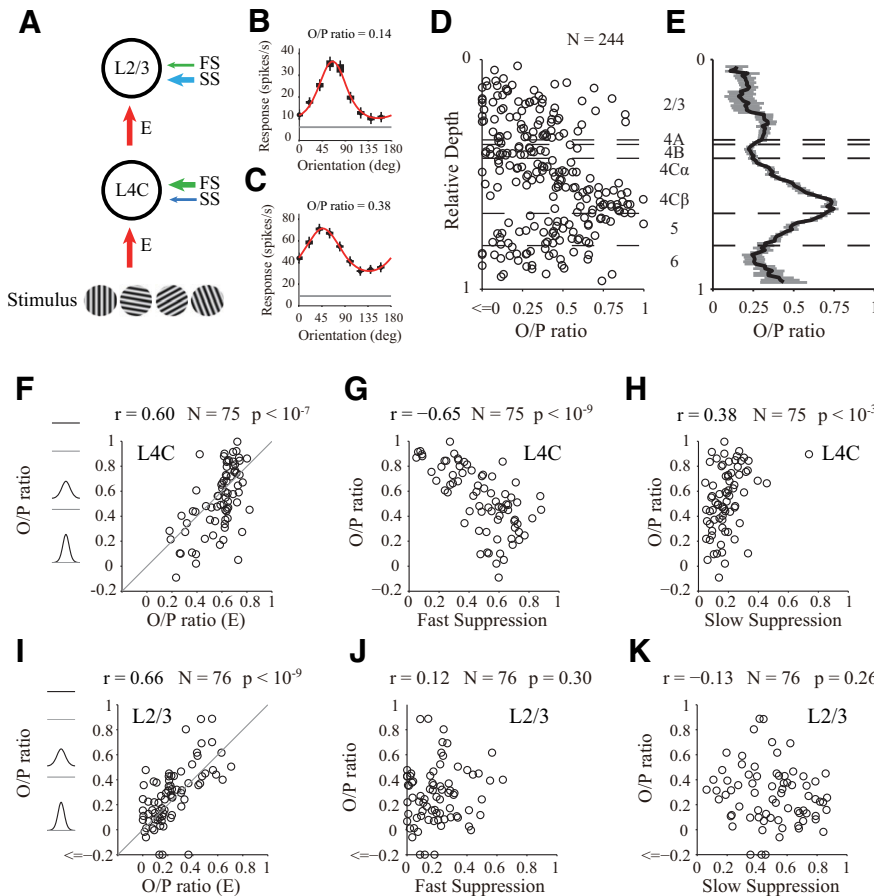 A
L2/3
FS
SS
E
L4C
FS
SS
E
Stimulus
B
O/P ratio = 0.14
Response (spikes/s)
40
30
20
10
0
0 45 90 135 180
Orientation (deg)
C
O/P ratio = 0.38
Response (spikes/s)
80
60
40
20
0
0 45 90 135 180
Orientation (deg)
D
N = 244
Relative Depth
0
1
<=0 0.25 0.5 0.75 1
O/P ratio
E
0
2/3
4A
4B
4Cα
4Cβ
5
6
1
0 0.25 0.5 0.75 1
O/P ratio
F
r = 0.60 N = 75 p < 10-7
L4C
O/P ratio
1
0.8
0.6
0.4
0.2
0
-0.2
0 0.2 0.4 0.6 0.8 1
O/P ratio (E)
G
r = −0.65 N = 75 p < 10-9
L4C
O/P ratio
1
0.8
0.6
0.4
0.2
0
−0.2
0 0.2 0.4 0.6 0.8 1
Fast Suppression
H
r = 0.38 N = 75 p < 10-3
L4C
O/P ratio
1
0.8
0.6
0.4
0.2
0
−0.2
0 0.2 0.4 0.6 0.8 1
Slow Suppression
I
r = 0.66 N = 76 p < 10-9
L2/3
O/P ratio
1
0.8
0.6
0.4
0.2
0
<=−0.2
0 0.2 0.4 0.6 0.8 1
O/P ratio (E)
J
r = 0.12 N = 76 p = 0.30
L2/3
O/P ratio
1
0.8
0.6
0.4
0.2
0
<=−0.2
0 0.2 0.4 0.6 0.8 1
Fast Suppression
K
r = −0.13 N = 76 p = 0.26
L2/3
O/P ratio
1
0.8
0.6
0.4
0.2
0
<=−0.2
0 0.2 0.4 0.6 0.8 1
Slow Suppression